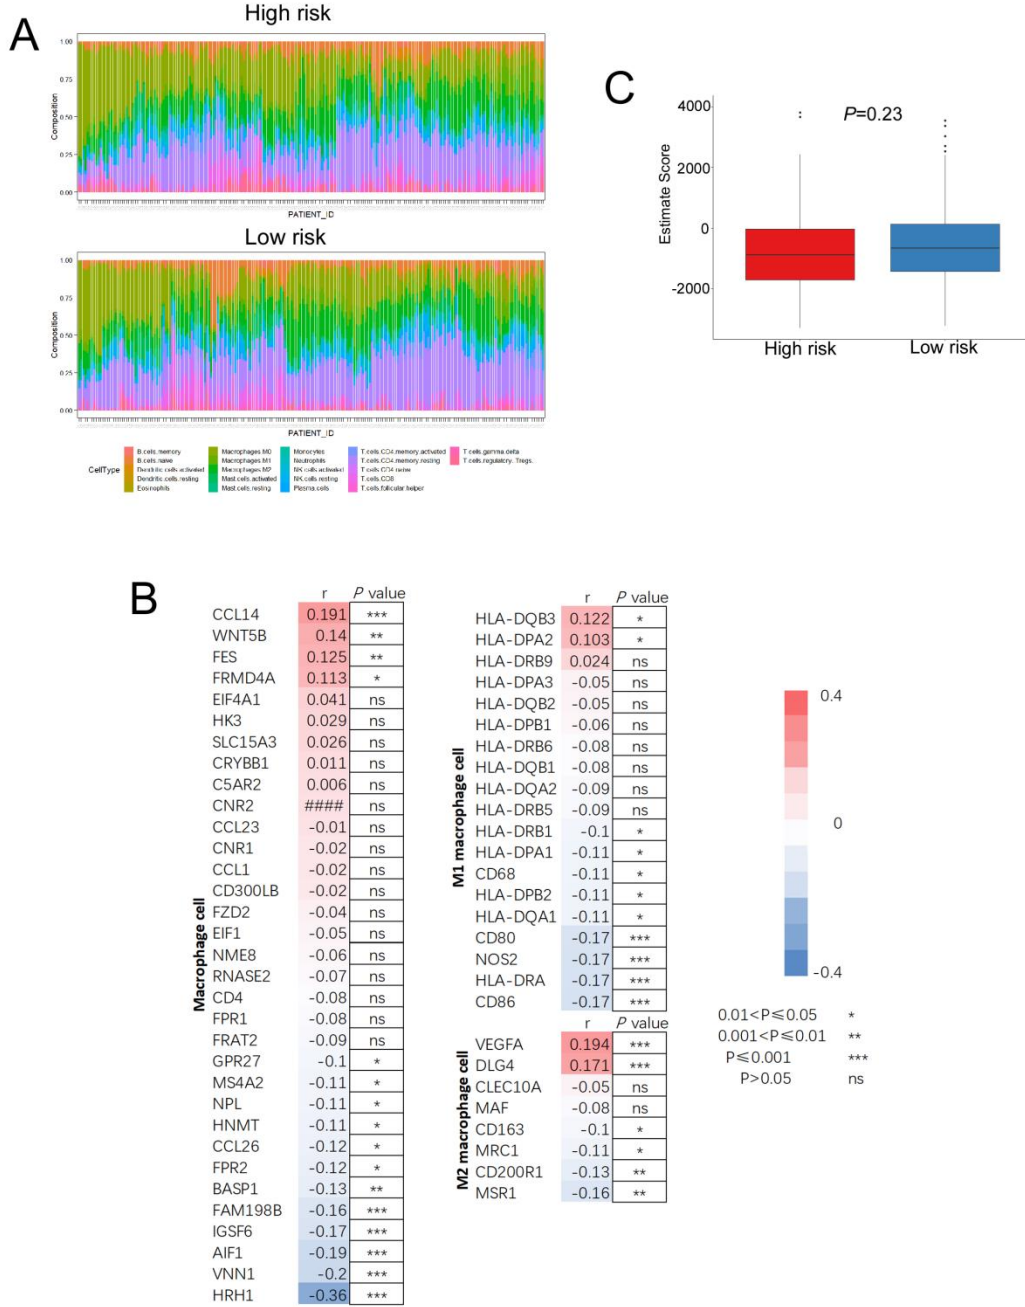 A
High risk
1.00
0.75
0.50
0.25
0.00
Composition
PATIENT_ID
Low risk
1.00
0.75
0.50
0.25
0.00
Composition
PATIENT_ID
CellType
B.cells.memory
B.cells.naive
Dendritic.cells.activated
Dendritic.cells.resting
Eosinophils
Macrophages.M0
Macrophages.M1
Macrophages.M2
Mast.cells.activated
Mast.cells.resting
Monocytes
Neutrophils
NK.cells.activated
NK.cells.resting
Plasma.cells
T.cells.CD4.memory.activated
T.cells.CD4.memory.resting
T.cells.CD4.naive
T.cells.CD8
T.cells.follicular.helper
T.cells.gamma.delta
T.cells.regulatory..Tregs.
C
4000
2000
0
-2000
Estimate Score
P=0.23
High risk
Low risk
B
Macrophage cell
r P value
CCL14 0.191 ***
WNT5B 0.14 **
FES 0.125 **
FRMD4A 0.113 *
EIF4A1 0.041 ns
HK3 0.029 ns
SLC15A3 0.026 ns
CRYBB1 0.011 ns
C5AR2 0.006 ns
CNR2 #### ns
CCL23 -0.01 ns
CNR1 -0.02 ns
CCL1 -0.02 ns
CD300LB -0.02 ns
FZD2 -0.04 ns
EIF1 -0.05 ns
NME8 -0.06 ns
RNASE2 -0.07 ns
CD4 -0.08 ns
FPR1 -0.08 ns
FRAT2 -0.09 ns
GPR27 -0.1 *
MS4A2 -0.11 *
NPL -0.11 *
HNMT -0.11 *
CCL26 -0.12 *
FPR2 -0.12 *
BASP1 -0.13 **
FAM198B -0.16 ***
IGSF6 -0.17 ***
AIF1 -0.19 ***
VNN1 -0.2 ***
HRH1 -0.36 ***
M1 macrophage cell
r P value
HLA-DQB3 0.122 *
HLA-DPA2 0.103 *
HLA-DRB9 0.024 ns
HLA-DPA3 -0.05 ns
HLA-DQB2 -0.05 ns
HLA-DPB1 -0.06 ns
HLA-DRB6 -0.08 ns
HLA-DQB1 -0.08 ns
HLA-DQA2 -0.09 ns
HLA-DRB5 -0.09 ns
HLA-DRB1 -0.1 *
HLA-DPA1 -0.11 *
CD68 -0.11 *
HLA-DPB2 -0.11 *
HLA-DQA1 -0.11 *
CD80 -0.17 ***
NOS2 -0.17 ***
HLA-DRA -0.17 ***
CD86 -0.17 ***
M2 macrophage cell
r P value
VEGFA 0.194 ***
DLG4 0.171 ***
CLEC10A -0.05 ns
MAF -0.08 ns
CD163 -0.1 *
MRC1 -0.11 *
CD200R1 -0.13 **
MSR1 -0.16 **
0.4
0
-0.4
0.01<P≤0.05 *
0.001<P≤0.01 **
P≤0.001 ***
P>0.05 ns